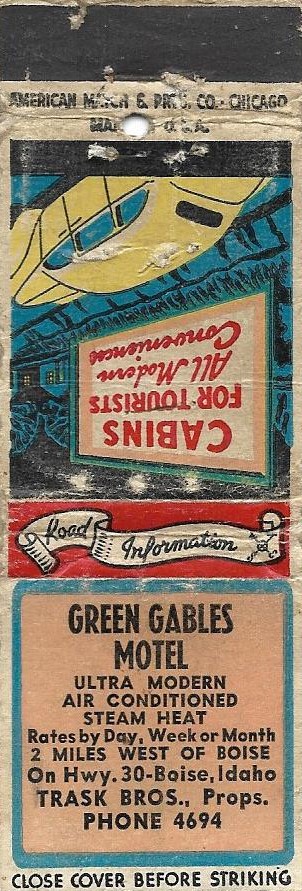 AMERICAN MATCH & PRT. CO. - CHICAGO
MADE U.S.A.
CABINS
FOR TOURISTS
All Modern
Conveniences
Road Information
GREEN GABLES
MOTEL
ULTRA MODERN
AIR CONDITIONED
STEAM HEAT
Rates by Day, Week or Month
2 MILES WEST OF BOISE
On Hwy. 30-Boise, Idaho
TRASK BROS., Props.
PHONE 4694
CLOSE COVER BEFORE STRIKING